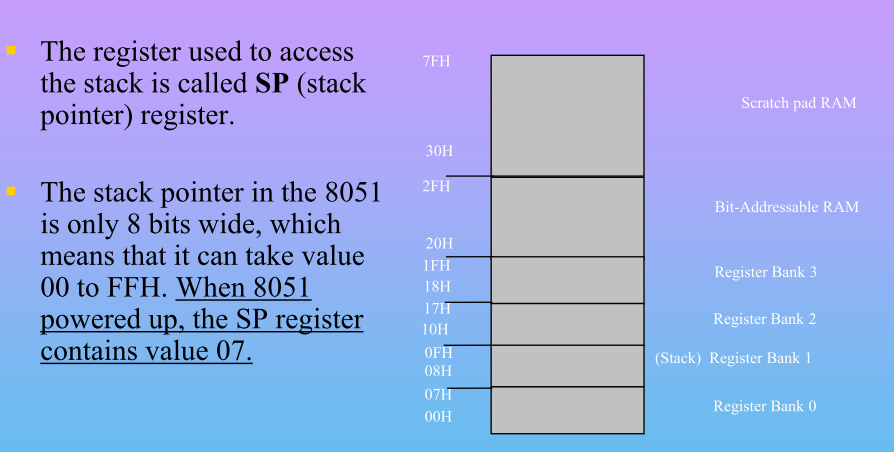 The register used to access
the stack is called SP (stack
pointer) register.
The stack pointer in the 8051
is only 8 bits wide, which
means that it can take value
00 to FFH. When 8051
powered up, the SP register
contains value 07.
7FH
Scratch pad RAM
30H
2FH
Bit-Addressable RAM
20H
1FH
Register Bank 3
18H
17H
Register Bank 2
10H
0FH
(Stack) Register Bank 1
08H
07H
Register Bank 0
00H